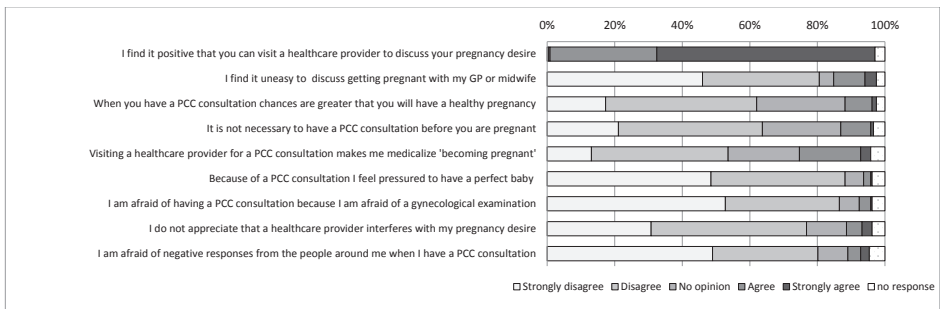 0% 20% 40% 60% 80% 100%
I find it positive that you can visit a healthcare provider to discuss your pregnancy desire
I find it uneasy to discuss getting pregnant with my GP or midwife
When you have a PCC consultation chances are greater that you will have a healthy pregnancy
It is not necessary to have a PCC consultation before you are pregnant
Visiting a healthcare provider for a PCC consultation makes me medicalize 'becoming pregnant'
Because of a PCC consultation I feel pressured to have a perfect baby
I am afraid of having a PCC consultation because I am afraid of a gynecological examination
I do not appreciate that a healthcare provider interferes with my pregnancy desire
I am afraid of negative responses from the people around me when I have a PCC consultation
Strongly disagree Disagree No opinion Agree Strongly agree no response